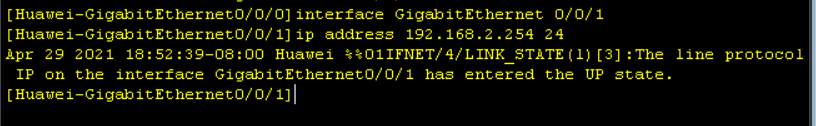 [Huawei-GigabitEthernet0/0/0]interface GigabitEthernet 0/0/1
[Huawei-GigabitEthernet0/0/1]ip address 192.168.2.254 24
Apr 29 2021 18:52:39-08:00 Huawei %%01IFNET/4/LINK_STATE(l)[3]:The line protocol
 IP on the interface GigabitEthernet0/0/1 has entered the UP state.
[Huawei-GigabitEthernet0/0/1]